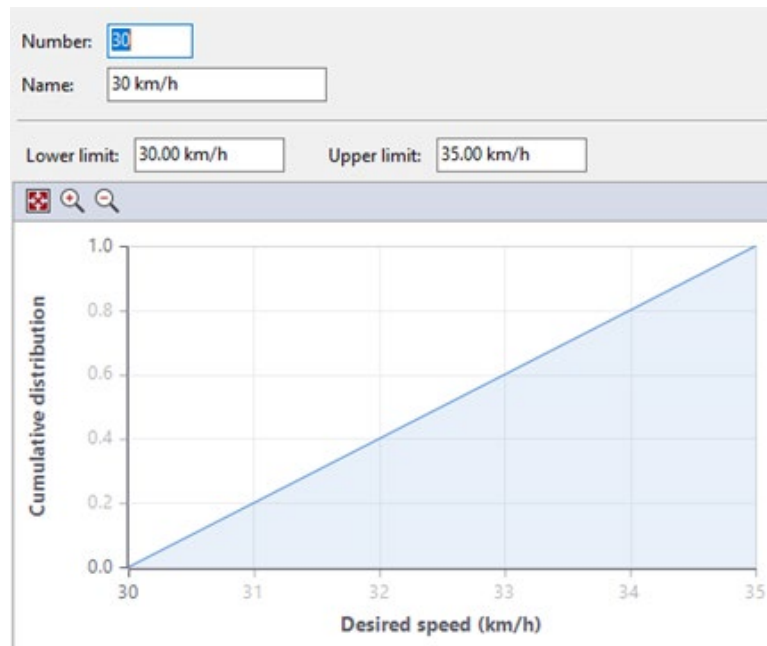 Number: 30
Name: 30 km/h
Lower limit: 30.00 km/h Upper limit: 35.00 km/h
1.0
0.8
0.6
0.4
0.2
0.0
Cumulative distribution
30 31 32 33 34 35
Desired speed (km/h)